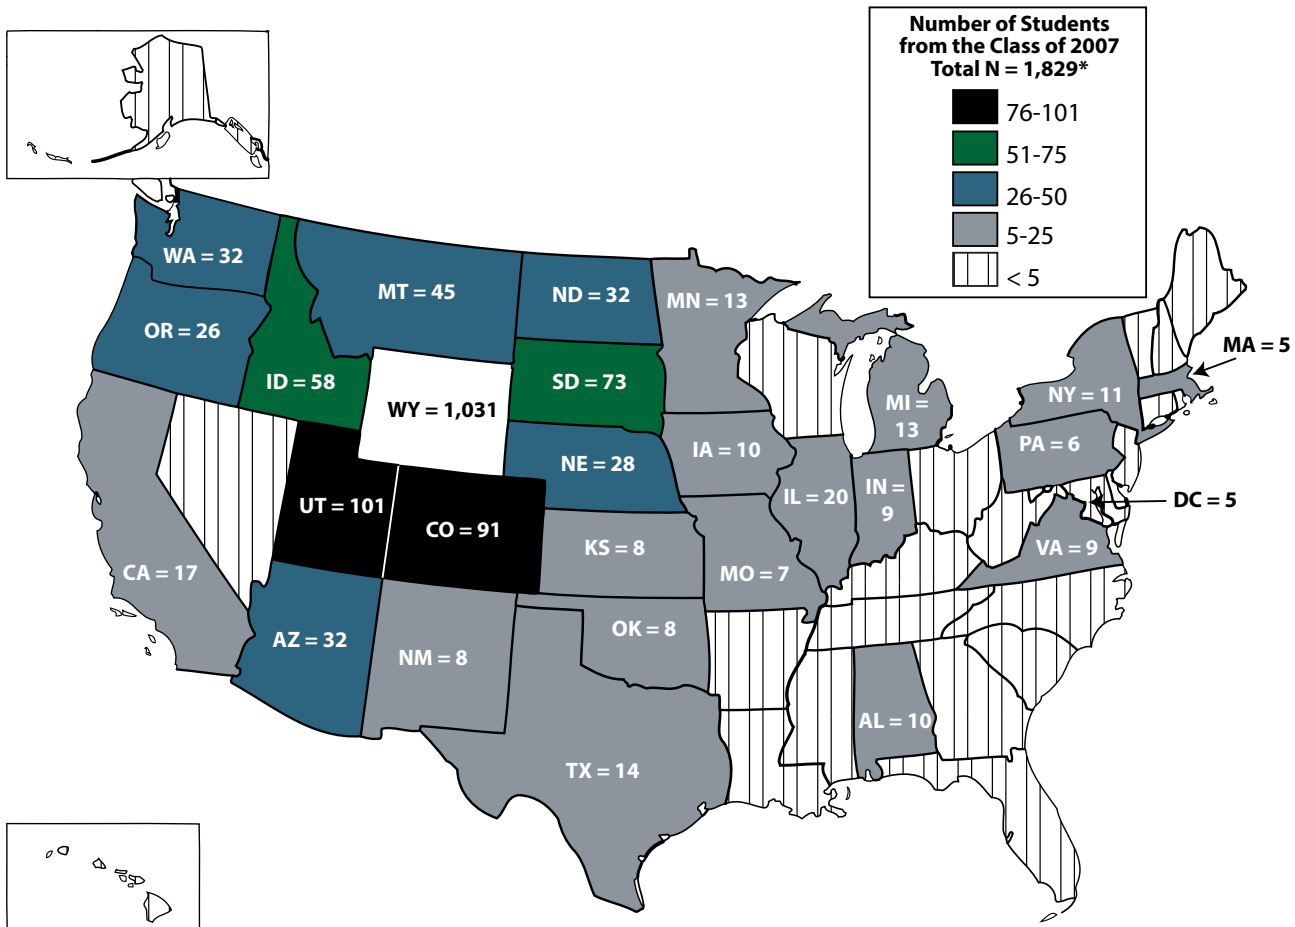 Number of Students
from the Class of 2007
Total N = 1,829*
76-101
51-75
26-50
5-25
< 5
WA = 32
MT = 45
ND = 32
MN = 13
OR = 26
MA = 5
ID = 58
SD = 73
WY = 1,031
NY = 11
MI =
13
PA = 6
IA = 10
NE = 28
IL = 20
IN =
9
UT = 101
DC = 5
CO = 91
KS = 8
VA = 9
CA = 17
MO = 7
OK = 8
AZ = 32
NM = 8
AL = 10
TX = 14